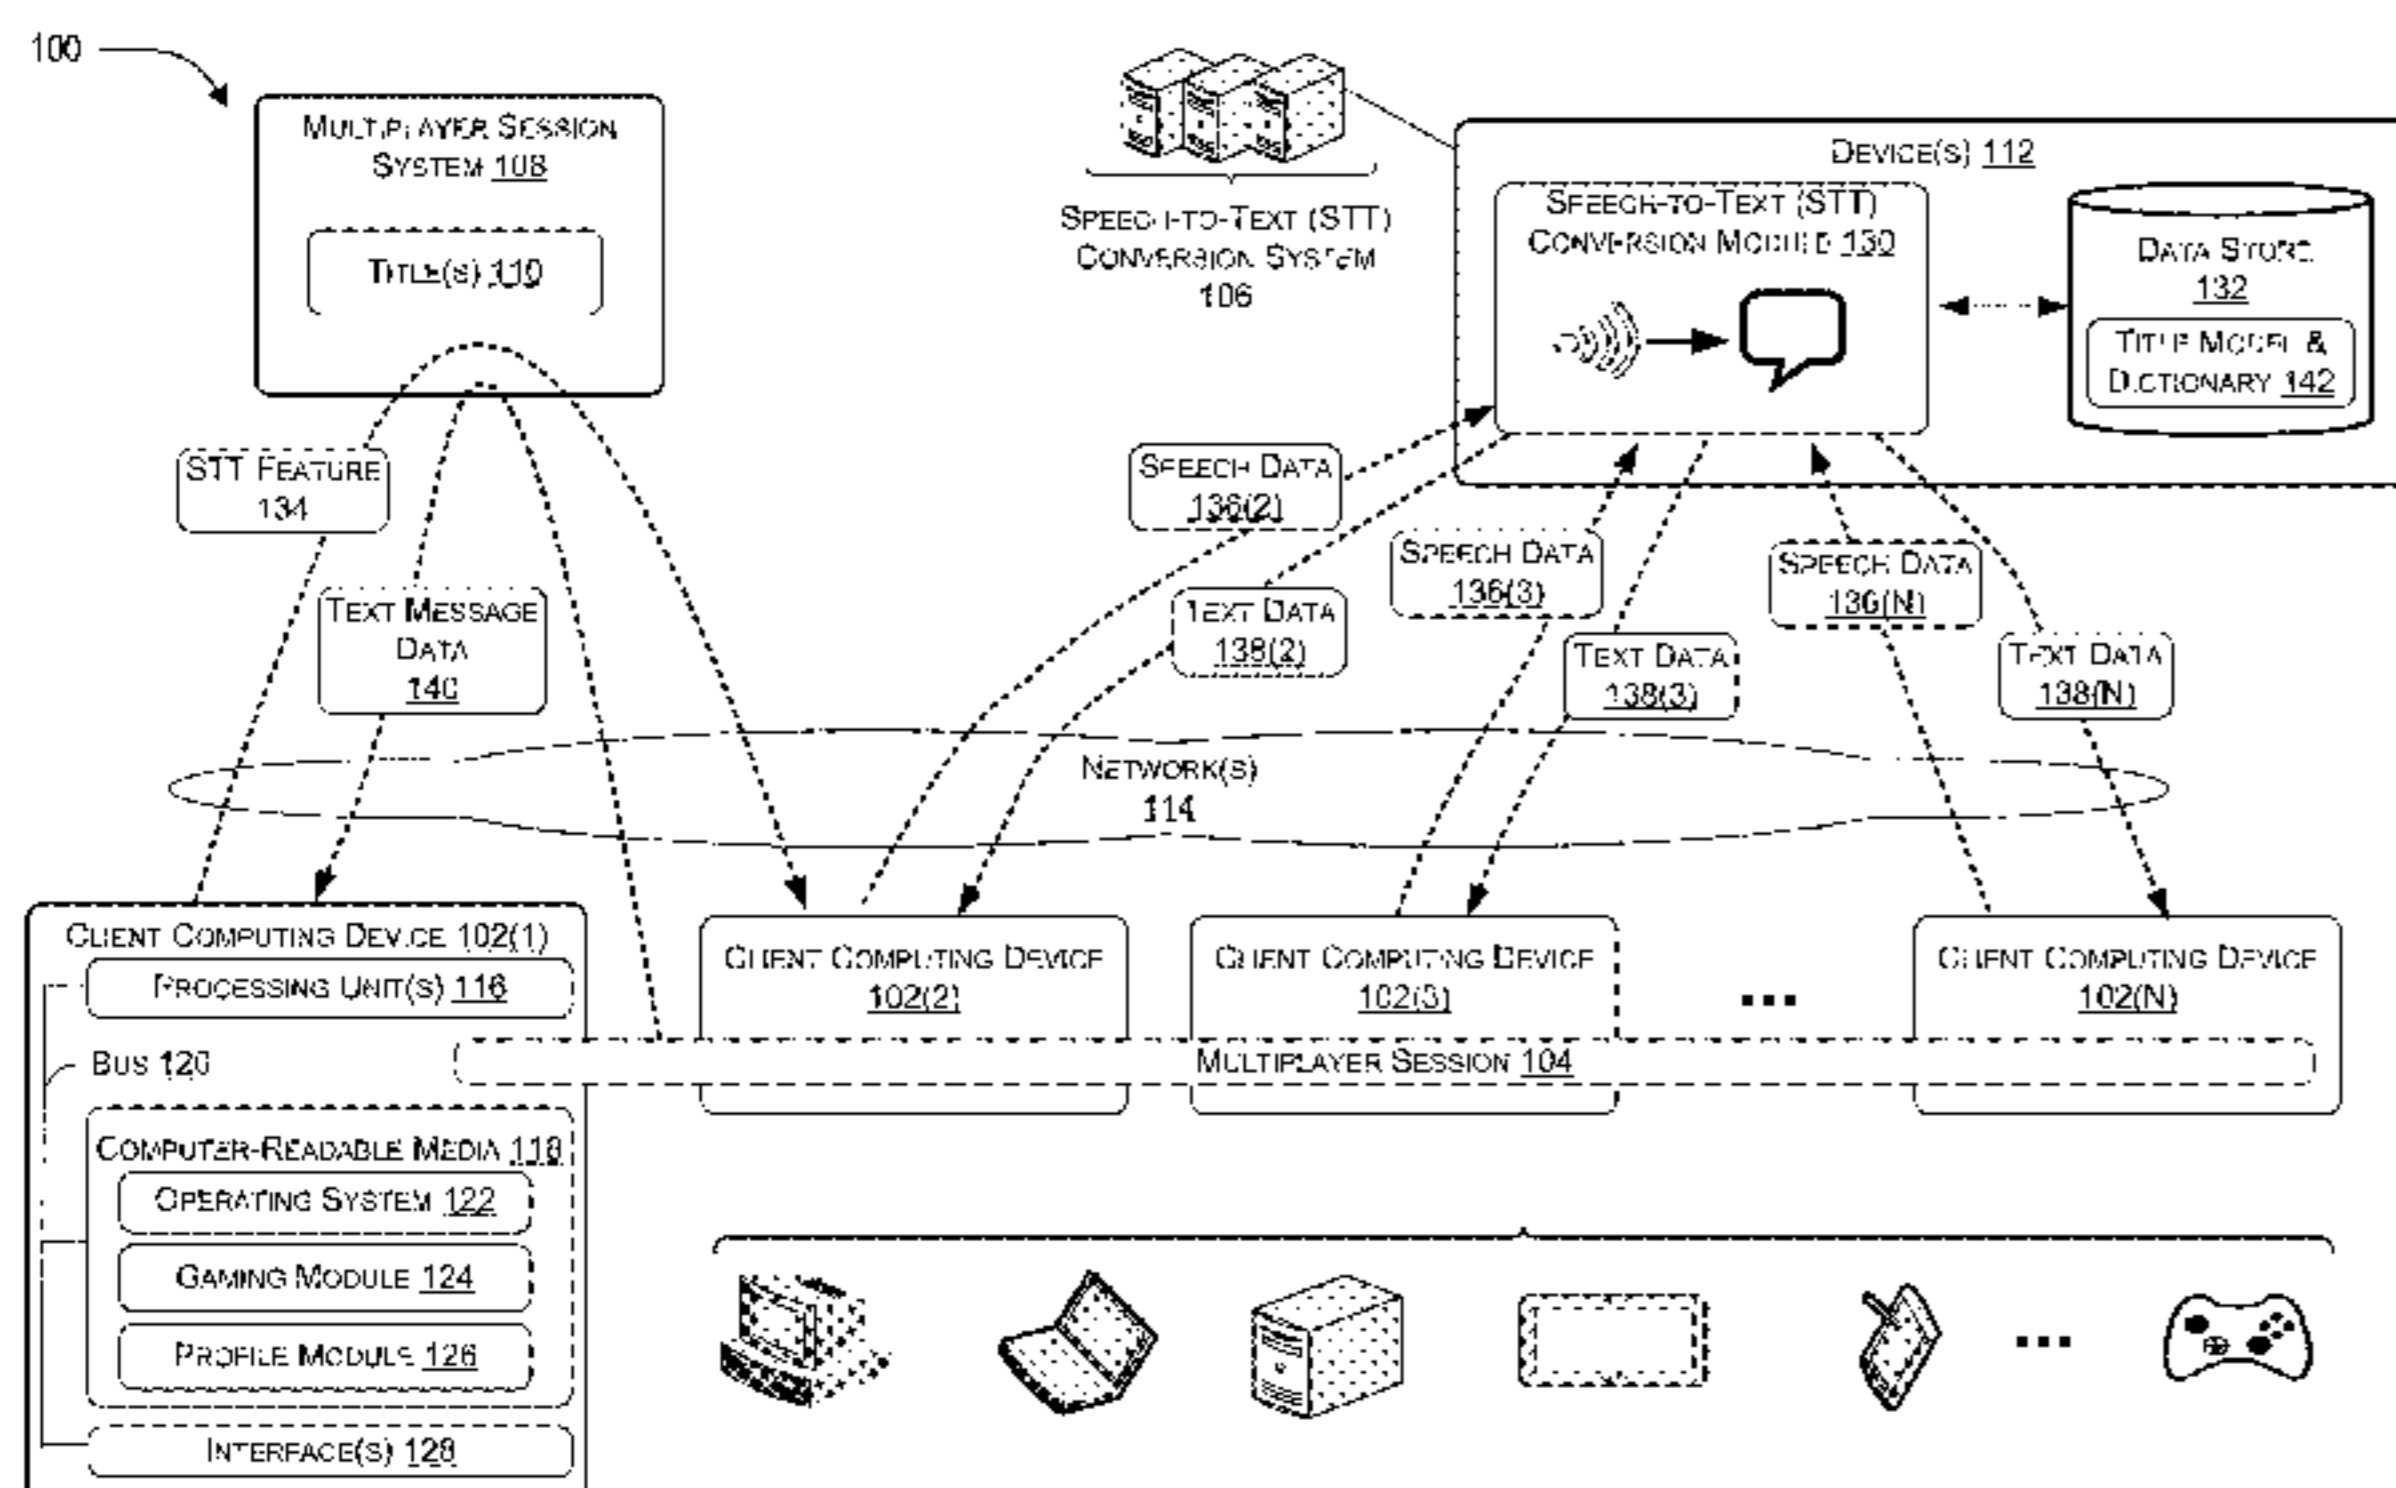 100
MULTIPLAYER SESSION
SYSTEM 108
TITLE(S) 110
SPEECH-TO-TEXT (STT)
CONVERSION SYSTEM
106
DEVICE(S) 112
SPEECH-TO-TEXT (STT)
CONVERSION MODULE 130
DATA STORE
132
TITLE MODEL &
DICTIONARY 142
STT FEATURE
134
TEXT MESSAGE
DATA
140
SPEECH DATA
136(2)
TEXT DATA
138(2)
SPEECH DATA
136(3)
TEXT DATA
138(3)
SPEECH DATA
136(N)
TEXT DATA
138(N)
NETWORK(S)
114
CLIENT COMPUTING DEVICE 102(1)
PROCESSING UNIT(S) 116
BUS 120
COMPUTER-READABLE MEDIA 118
OPERATING SYSTEM 122
GAMING MODULE 124
PROFILE MODULE 126
INTERFACE(S) 128
CLIENT COMPUTING DEVICE
102(2)
CLIENT COMPUTING DEVICE
102(3)
...
CLIENT COMPUTING DEVICE
102(N)
MULTIPLAYER SESSION 104
...